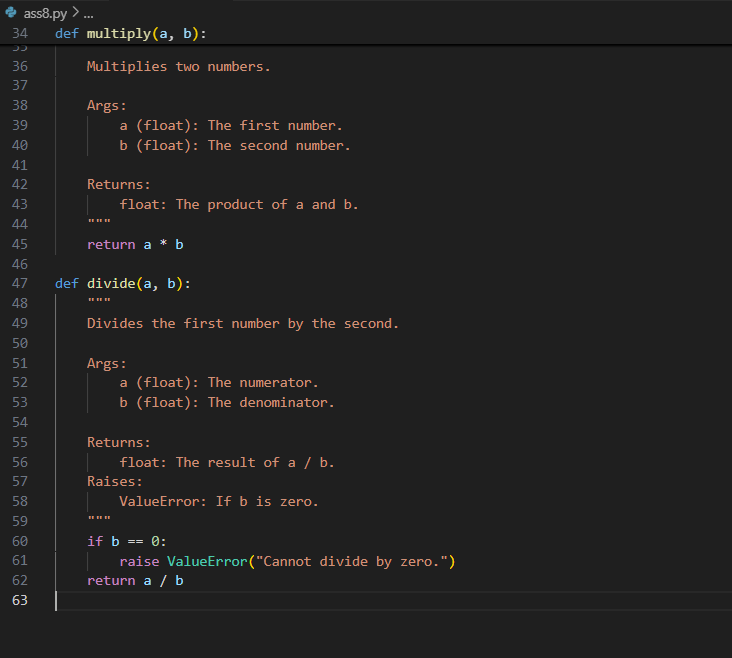 ass8.py > ...
34 def multiply(a, b):
35
36 Multiplies two numbers.
37
38 Args:
39 a (float): The first number.
40 b (float): The second number.
41
42 Returns:
43 float: The product of a and b.
44 """
45 return a * b
46
47 def divide(a, b):
48 """
49 Divides the first number by the second.
50
51 Args:
52 a (float): The numerator.
53 b (float): The denominator.
54
55 Returns:
56 float: The result of a / b.
57 Raises:
58 ValueError: If b is zero.
59 """
60 if b == 0:
61 raise ValueError("Cannot divide by zero.")
62 return a / b
63